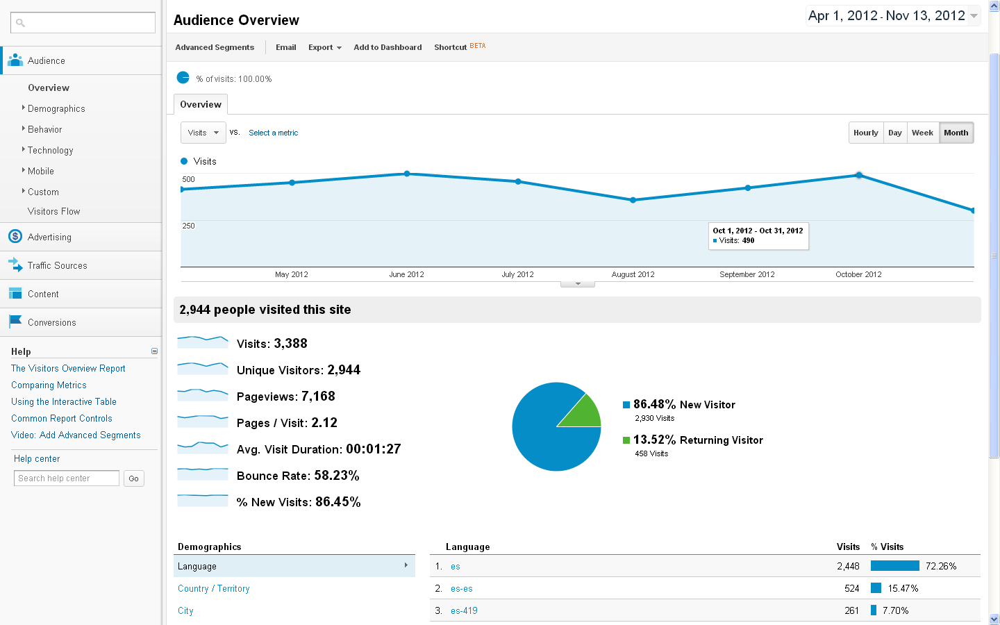 Audience Overview
Apr 1, 2012 - Nov 13, 2012
Advanced Segments
Email
Export
Add to Dashboard
Shortcut BETA
% of visits: 100.00%
Overview
Visits
vs.
Select a metric
Hourly
Day
Week
Month
Visits
500
250
Oct 1, 2012 - Oct 31, 2012
Visits: 490
May 2012
June 2012
July 2012
August 2012
September 2012
October 2012
Audience
Overview
Demographics
Behavior
Technology
Mobile
Custom
Visitors Flow
Advertising
Traffic Sources
Content
Conversions
Help
The Visitors Overview Report
Comparing Metrics
Using the Interactive Table
Common Report Controls
Video: Add Advanced Segments
Help center
Search help center
Go
2,944 people visited this site
Visits: 3,388
Unique Visitors: 2,944
Pageviews: 7,168
Pages / Visit: 2.12
Avg. Visit Duration: 00:01:27
Bounce Rate: 58.23%
% New Visits: 86.45%
86.48% New Visitor
2,930 Visits
13.52% Returning Visitor
458 Visits
Demographics
Language
Country / Territory
City
Language Visits % Visits
1. es 2,448 72.26%
2. es-es 524 15.47%
3. es-419 261 7.70%